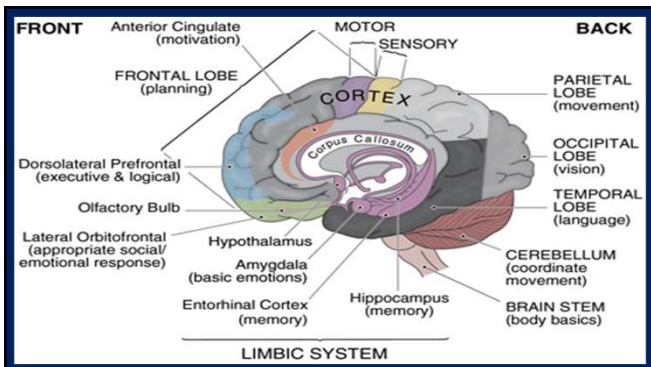 FRONT
BACK
Anterior Cingulate
(motivation)
MOTOR
SENSORY
FRONTAL LOBE
(planning)
CORTEX
Corpus Callosum
PARIETAL
LOBE
(movement)
OCCIPITAL
LOBE
(vision)
TEMPORAL
LOBE
(language)
Dorsolateral Prefrontal
(executive & logical)
Olfactory Bulb
Lateral Orbitofrontal
(appropriate social/
emotional response)
Hypothalamus
Amygdala
(basic emotions)
Entorhinal Cortex
(memory)
Hippocampus
(memory)
CEREBELLUM
(coordinate
movement)
BRAIN STEM
(body basics)
LIMBIC SYSTEM